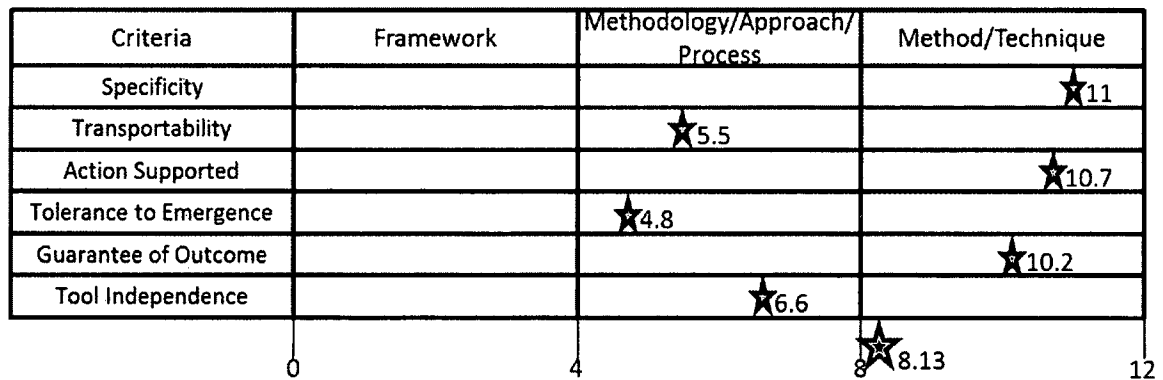 Criteria Framework Methodology/Approach/ Method/Technique
Process
Specificity 11
Transportability 5.5
Action Supported 10.7
Tolerance to Emergence 4.8
Guarantee of Outcome 10.2
Tool Independence 6.6
8.13
0 4 8 12